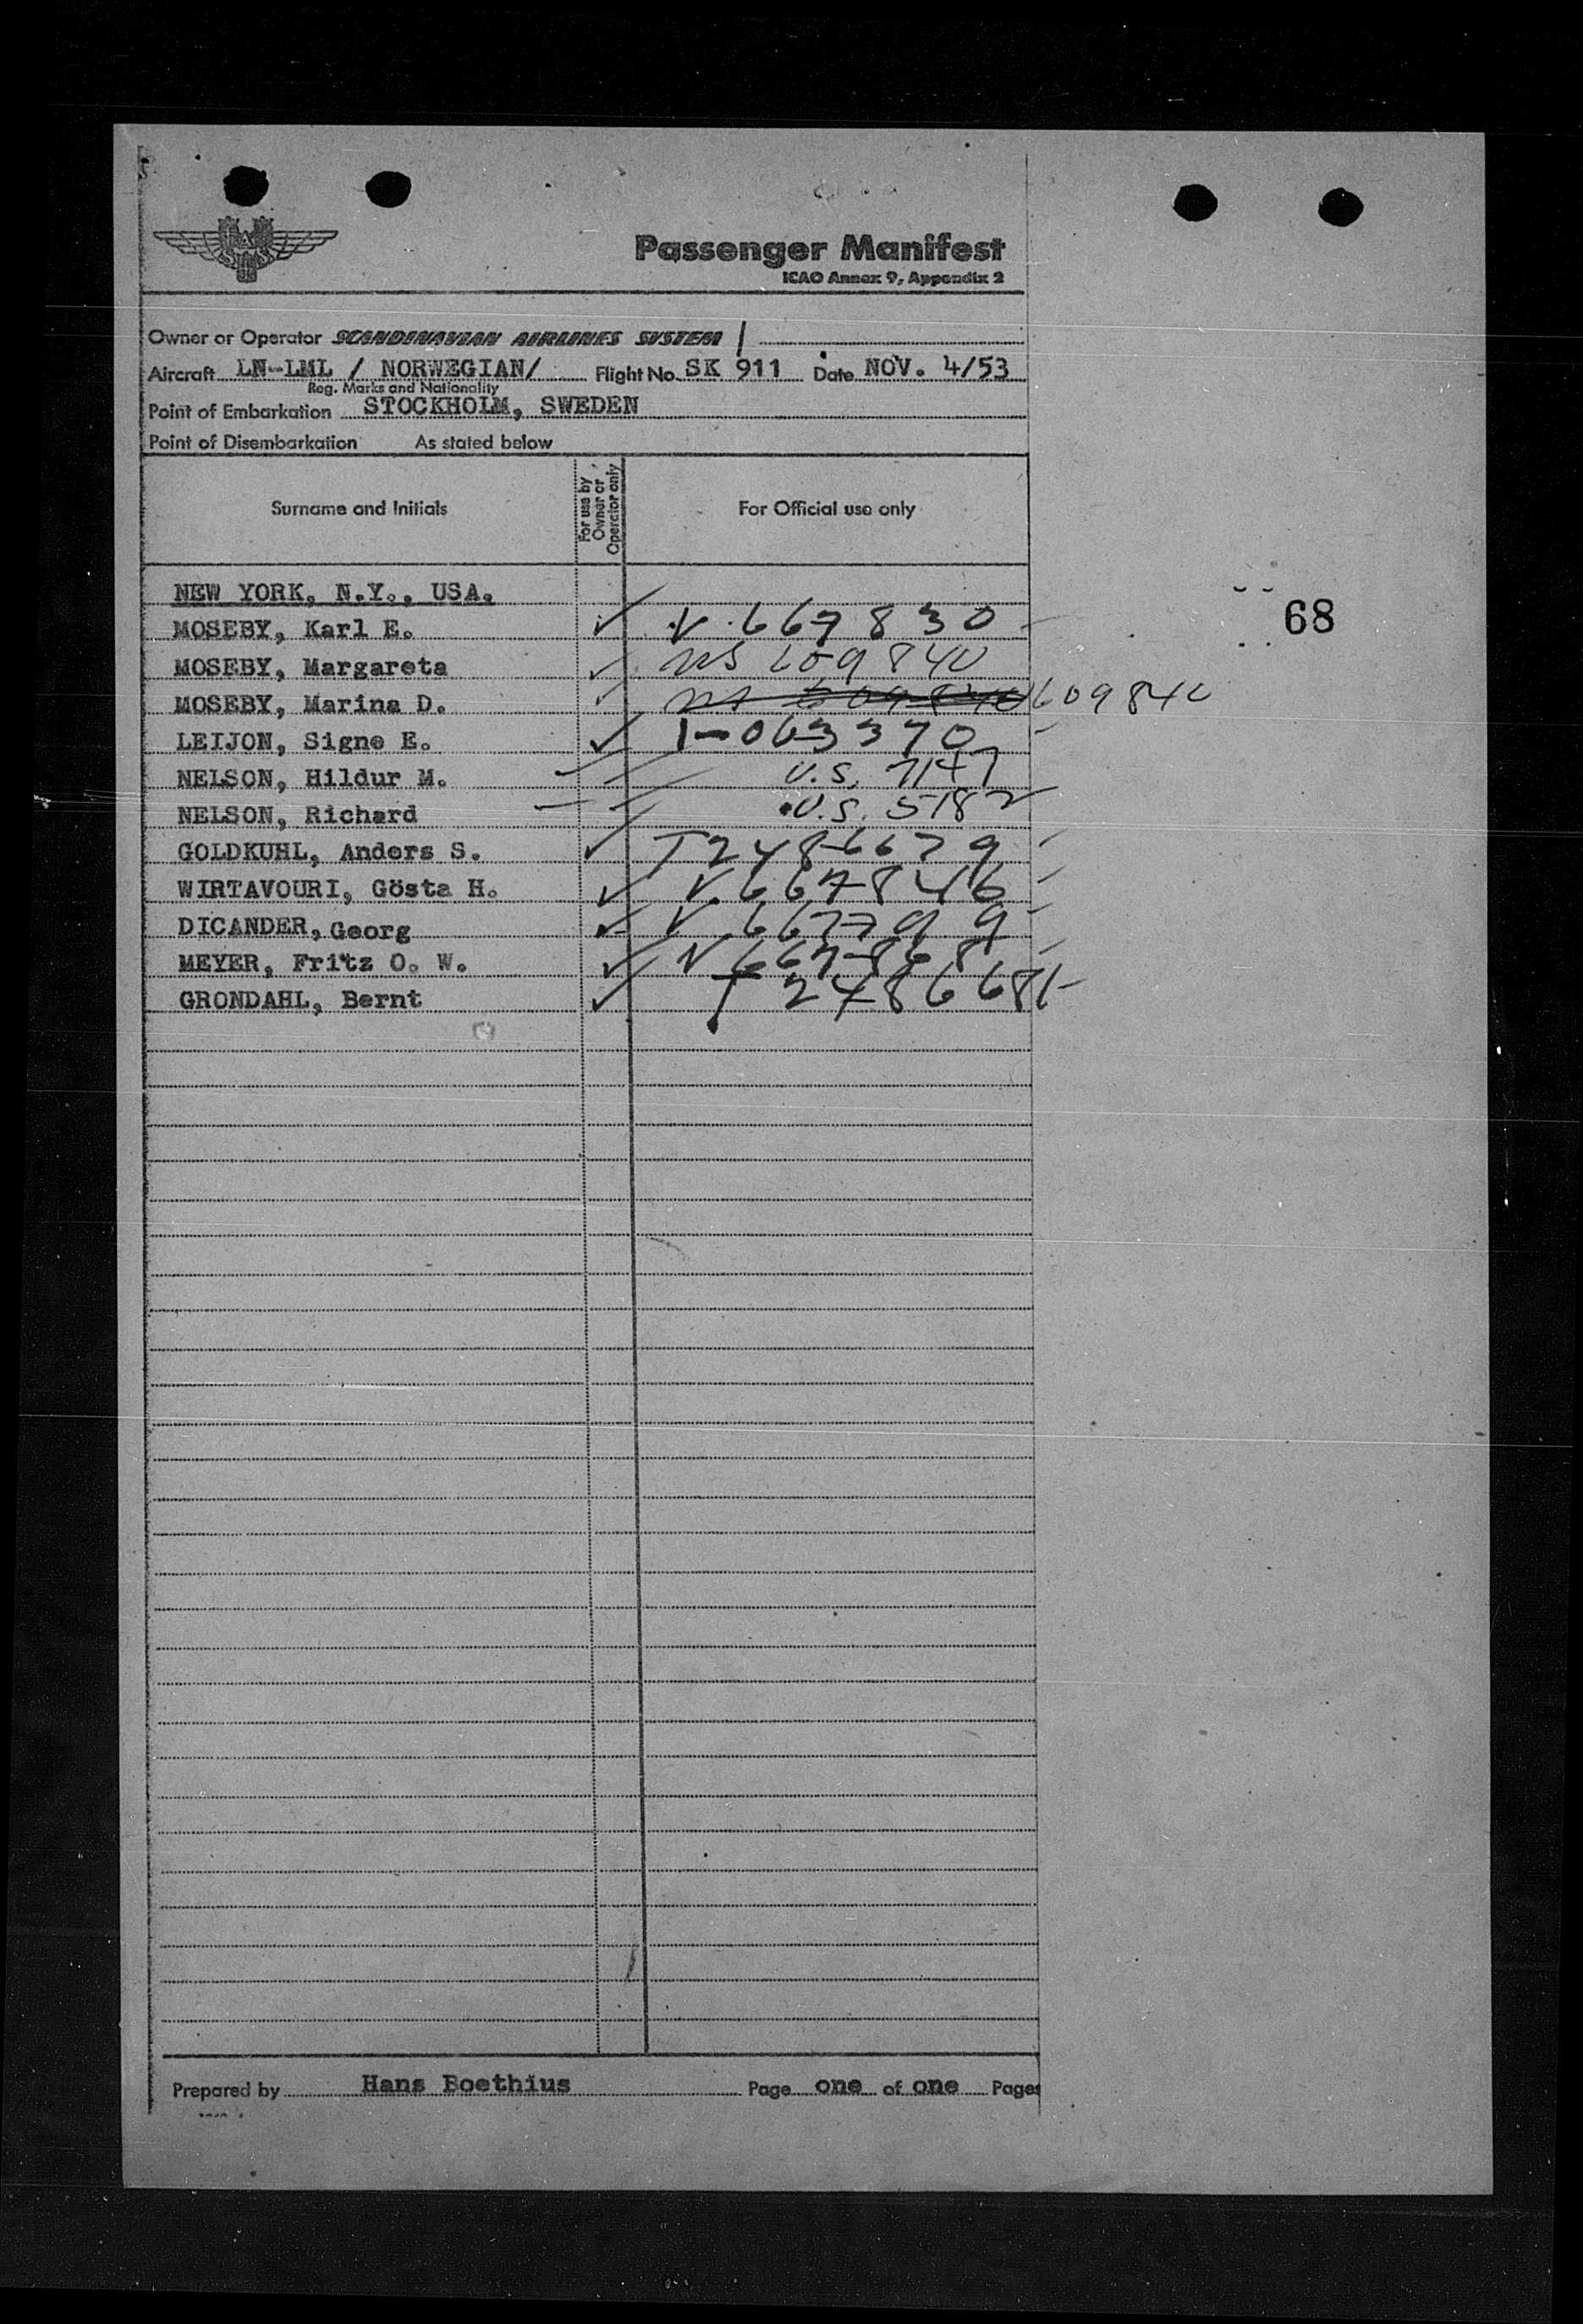 Passenger Manifest
ICAO Annex 9, Appendix 2
Owner or Operator SCANDINAVIAN AIRLINES SYSTEM
Aircraft LN-LML / NORWEGIAN/ Flight No. SK 911 Date NOV. 4/53
Reg. Marks and Nationality
Point of Embarkation STOCKHOLM, SWEDEN
Point of Disembarkation As stated below
Surname and Initials
For use by Owner or Operator only
For Official use only
NEW YORK, N.Y., USA.
68
MOSEBY, Karl E. V. 667830
MOSEBY, Margareta 609840
MOSEBY, Marina D. 609840
LEIJON, Signe E. I-063370
NELSON, Hildur M. U.S. 7147
NELSON, Richard U.S. 5182
GOLDKUHL, Anders S. T2486679
WIRTAVOURI, Gösta H. V. 667846
DICANDER, Georg V. 667799
MEYER, Fritz O. W. V 667868
GRONDAHL, Bernt T 2486681
Prepared by Hans Boethius Page one of one Pages